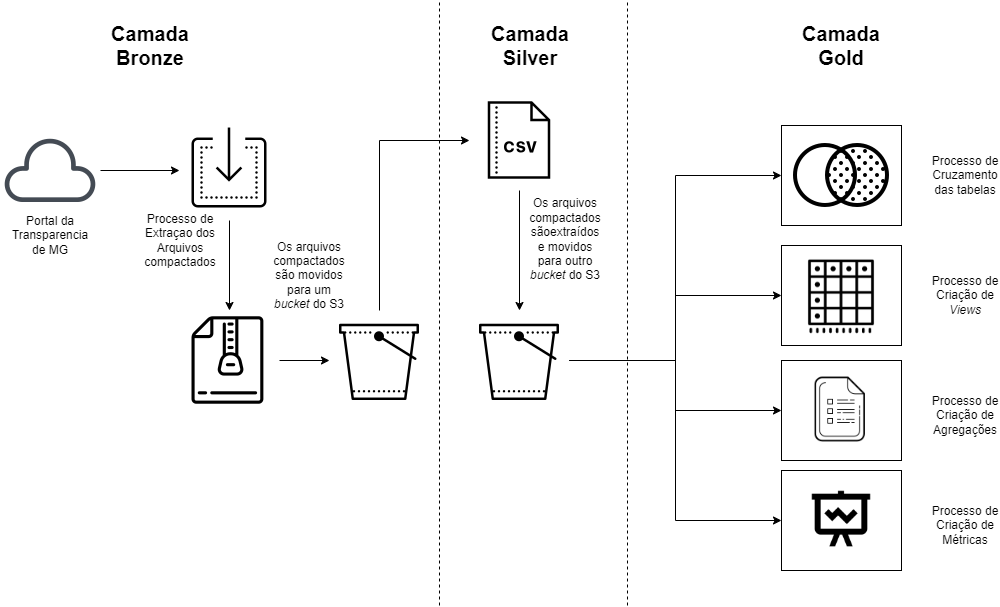 Camada
Bronze
Camada
Silver
Camada
Gold
Portal da
Transparencia
de MG
Processo de
Extraçao dos
Arquivos
compactados
Os arquivos
compactados
são movidos
para um
bucket do S3
CSV
Os arquivos
compactados
sãoextraídos
e movidos
para outro
bucket do S3
Processo de
Cruzamento
das tabelas
Processo de
Criação de
Views
Processo de
Criação de
Agregações
Processo de
Criação de
Métricas